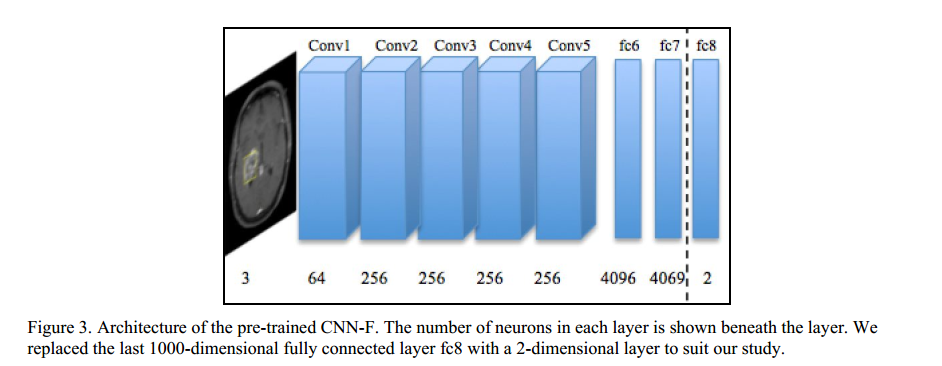 Conv1 Conv2 Conv3 Conv4 Conv5 fc6 fc7 fc8
3 64 256 256 256 256 4096 4069 2
Figure 3. Architecture of the pre-trained CNN-F. The number of neurons in each layer is shown beneath the layer. We
replaced the last 1000-dimensional fully connected layer fc8 with a 2-dimensional layer to suit our study.